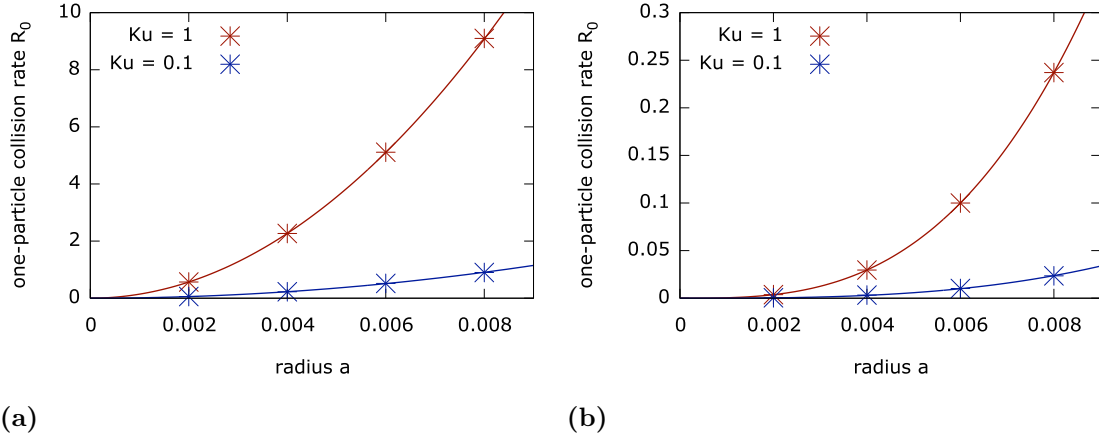 one-particle collision rate R0
10
8
6
4
2
0
Ku = 1
Ku = 0.1
0
0.002
0.004
0.006
0.008
radius a
(a)
one-particle collision rate R0
0.3
0.25
0.2
0.15
0.1
0.05
0
Ku = 1
Ku = 0.1
0
0.002
0.004
0.006
0.008
radius a
(b)